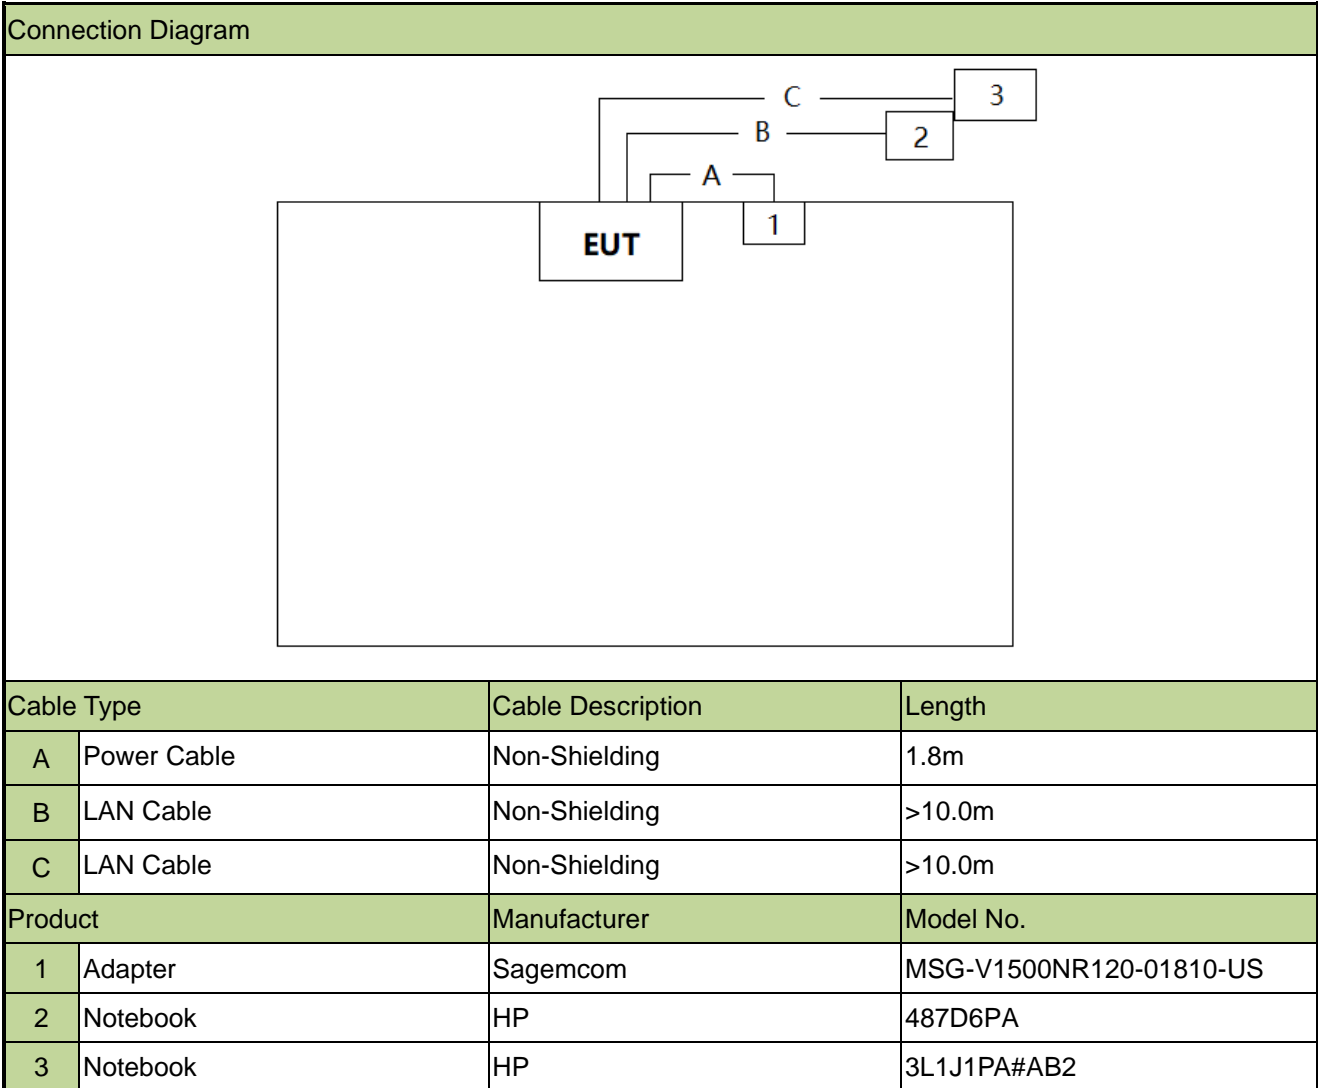 Connection Diagram
C
3
B
2
A
1
EUT
Cable Type Cable Description Length
A Power Cable Non-Shielding 1.8m
B LAN Cable Non-Shielding >10.0m
C LAN Cable Non-Shielding >10.0m
Product Manufacturer Model No.
1 Adapter Sagemcom MSG-V1500NR120-01810-US
2 Notebook HP 487D6PA
3 Notebook HP 3L1J1PA#AB2